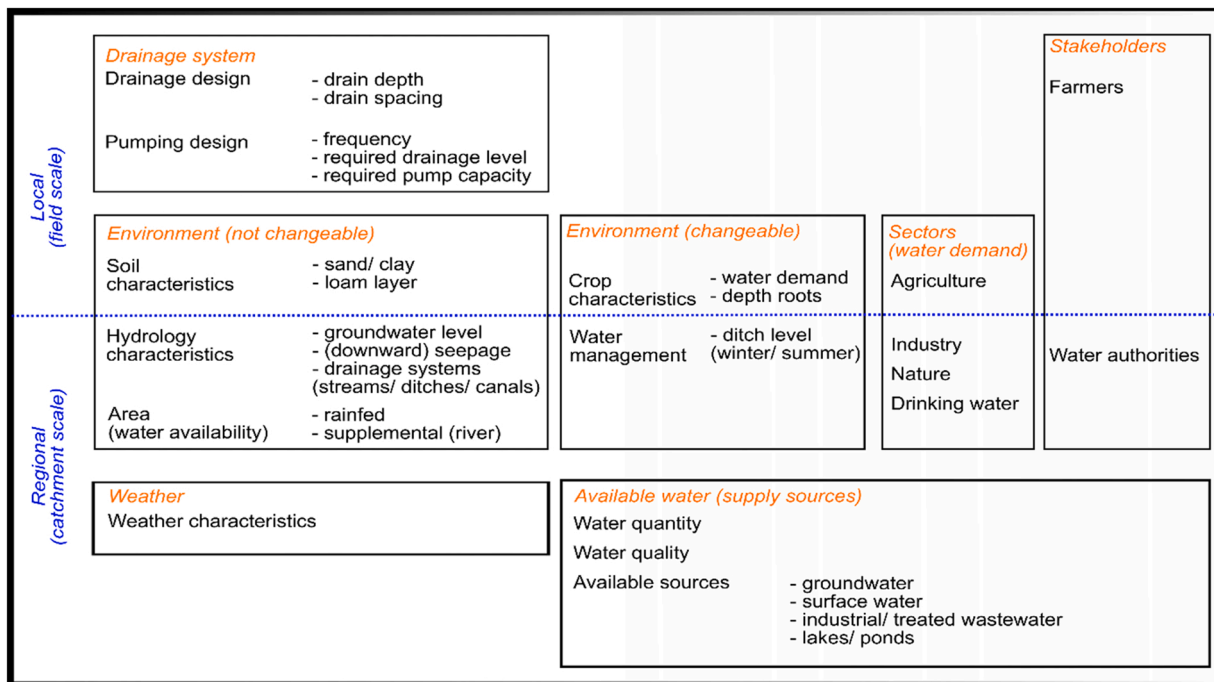 Local
(field scale)
Regional
(catchment scale)
Drainage system
Drainage design
- drain depth
- drain spacing
Pumping design
- frequency
- required drainage level
- required pump capacity
Environment (not changeable)
Soil
characteristics
- sand/ clay
- loam layer
Hydrology
characteristics
- groundwater level
- (downward) seepage
- drainage systems
(streams/ ditches/ canals)
Area
(water availability)
- rainfed
- supplemental (river)
Environment (changeable)
Crop
characteristics
- water demand
- depth roots
Water
management
- ditch level
(winter/ summer)
Sectors
(water demand)
Agriculture
Industry
Nature
Drinking water
Stakeholders
Farmers
Water authorities
Weather
Weather characteristics
Available water (supply sources)
Water quantity
Water quality
Available sources
- groundwater
- surface water
- industrial/ treated wastewater
- lakes/ ponds